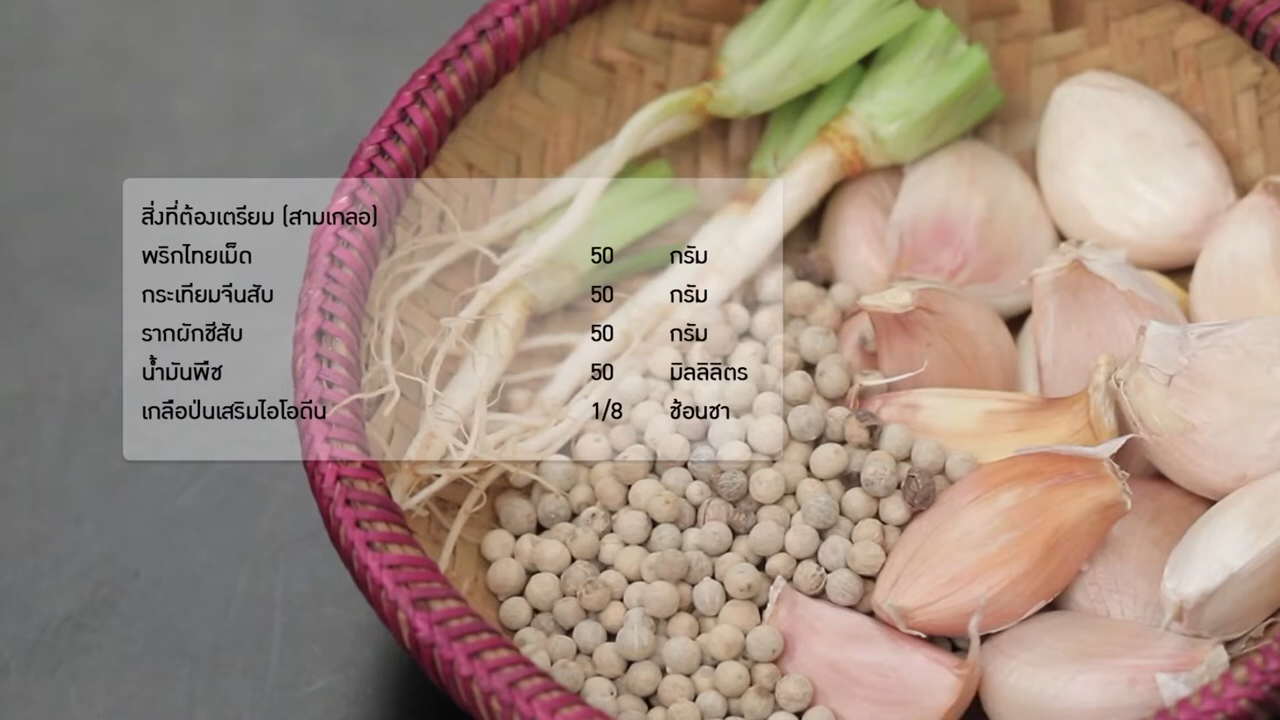 สิ่งที่ต้องเตรียม (สามเกลอ)
พริกไทยเม็ด 50 กรัม
กระเทียมจีนสับ 50 กรัม
รากผักชีสับ 50 กรัม
น้ำมันพืช 50 มิลลิลิตร
เกลือป่นเสริมไอโอดีน 1/8 ช้อนชา